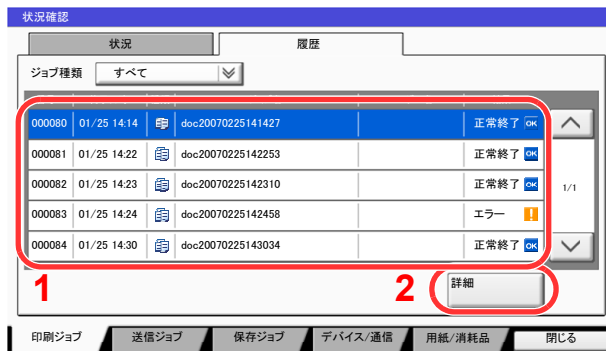 状況確認
状況 履歴
ジョブ種類 すべて
000080 01/25 14:14 doc20070225141427 正常終了 OK
000081 01/25 14:22 doc20070225142253 正常終了 OK
000082 01/25 14:23 doc20070225142310 正常終了 OK
1/1
000083 01/25 14:24 doc20070225142458 エラー !
000084 01/25 14:30 doc20070225143034 正常終了 OK
1 2 詳細
印刷ジョブ 送信ジョブ 保存ジョブ デバイス/通信 用紙/消耗品 閉じる